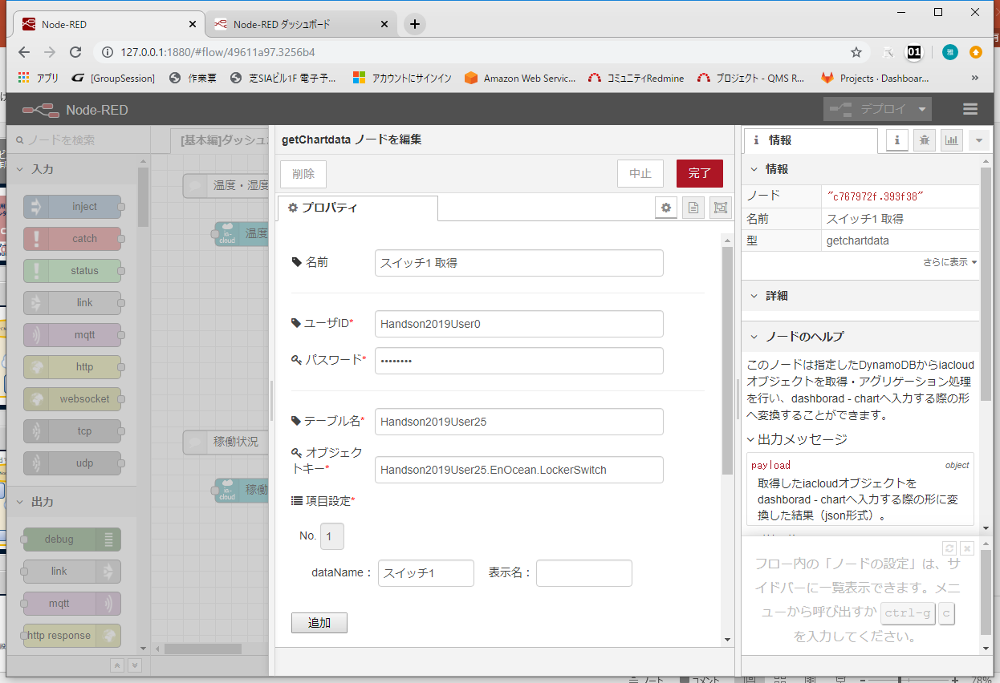 Node-RED
Node-RED ダッシュボード
127.0.0.1:1880/#flow/49611a97.3256b4
01
雅
アプリ
[GroupSession]
作業票
芝SIAビル1F 電子予...
アカウントにサインイン
Amazon Web Servic...
コミュニティRedmine
プロジェクト - QMS R...
Projects · Dashboar...
»
Node-RED
デプロイ
ノードを検索
入力
inject
catch
status
link
mqtt
http
websocket
tcp
udp
出力
debug
link
mqtt
http response
[基本編]ダッシュ
温度・湿度
温度
稼働状況
稼働
getChartdata ノードを編集
削除
中止
完了
プロパティ
名前
スイッチ1 取得
ユーザID*
Handson2019User0
パスワード*
••••••••
テーブル名*
Handson2019User25
オブジェク
トキー*
Handson2019User25.EnOcean.LockerSwitch
項目設定*
No.
1
dataName：
スイッチ1
表示名：
追加
情報
情報
ノード
"c767972f.393f38"
名前
スイッチ1 取得
型
getchartdata
さらに表示
詳細
ノードのヘルプ
このノードは指定したDynamoDBからiacloud
オブジェクトを取得・アグリゲーション処理
を行い、dashborad - chartへ入力する際の形
へ変換することができます。
出力メッセージ
payload
object
取得したiacloudオブジェクトを
dashborad - chartへ入力する際の形に変
換した結果（json形式）。
フロー内の「ノードの設定」は、サ
イドバーに一覧表示できます。メニ
ューから呼び出すか ctrl-g c
を入力してください。
ノート
コメント
78%